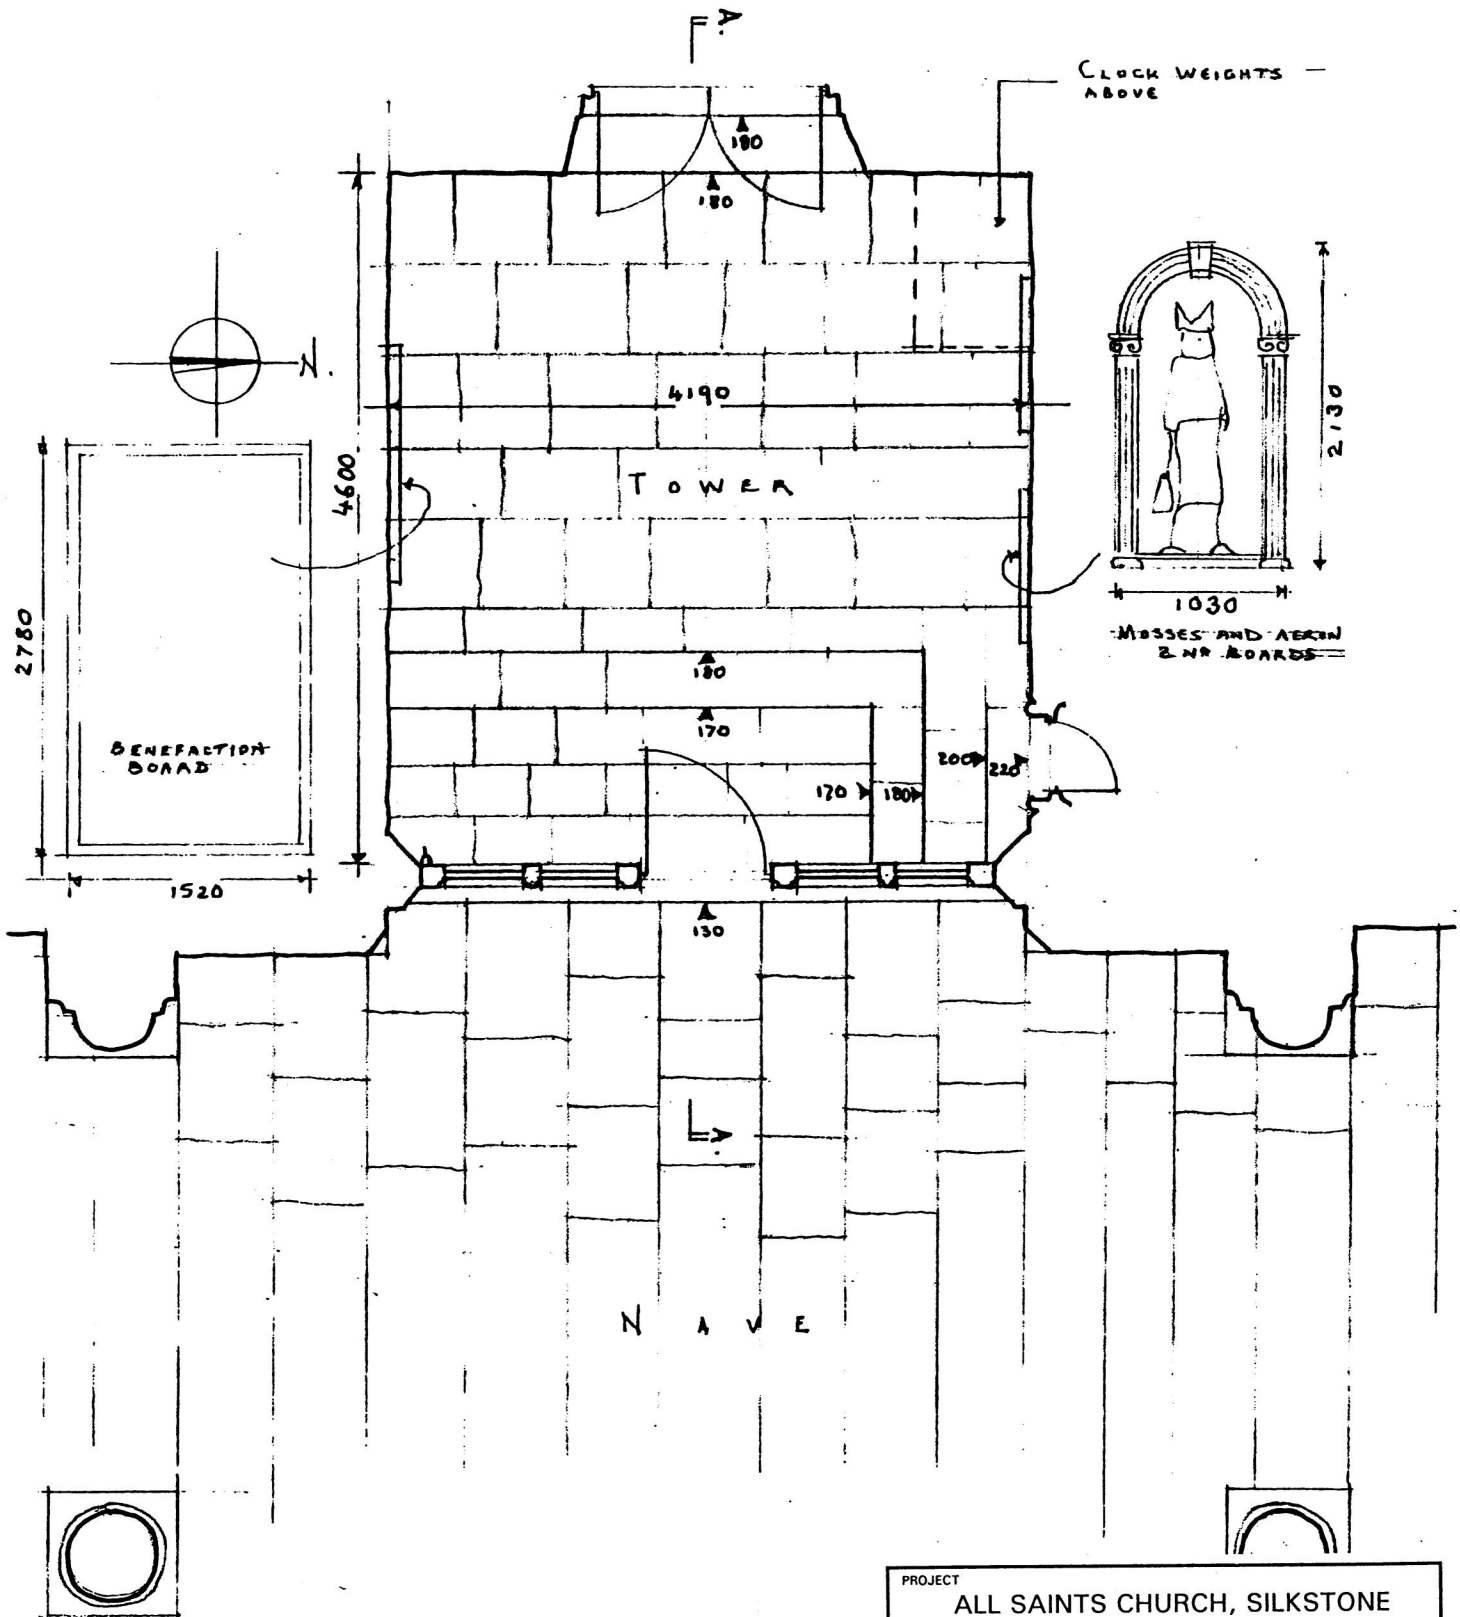 A.
CLOCK WEIGHTS
ABOVE
180
180
N.
4190
4600
TOWER
2130
2780
1030
MOSSES AND AERON
2 NR BOARDS
180
170
BENEFACTION
BOARD
200
220
170
180
1520
130
A.
NAVE
PROJECT
ALL SAINTS CHURCH, SILKSTONE